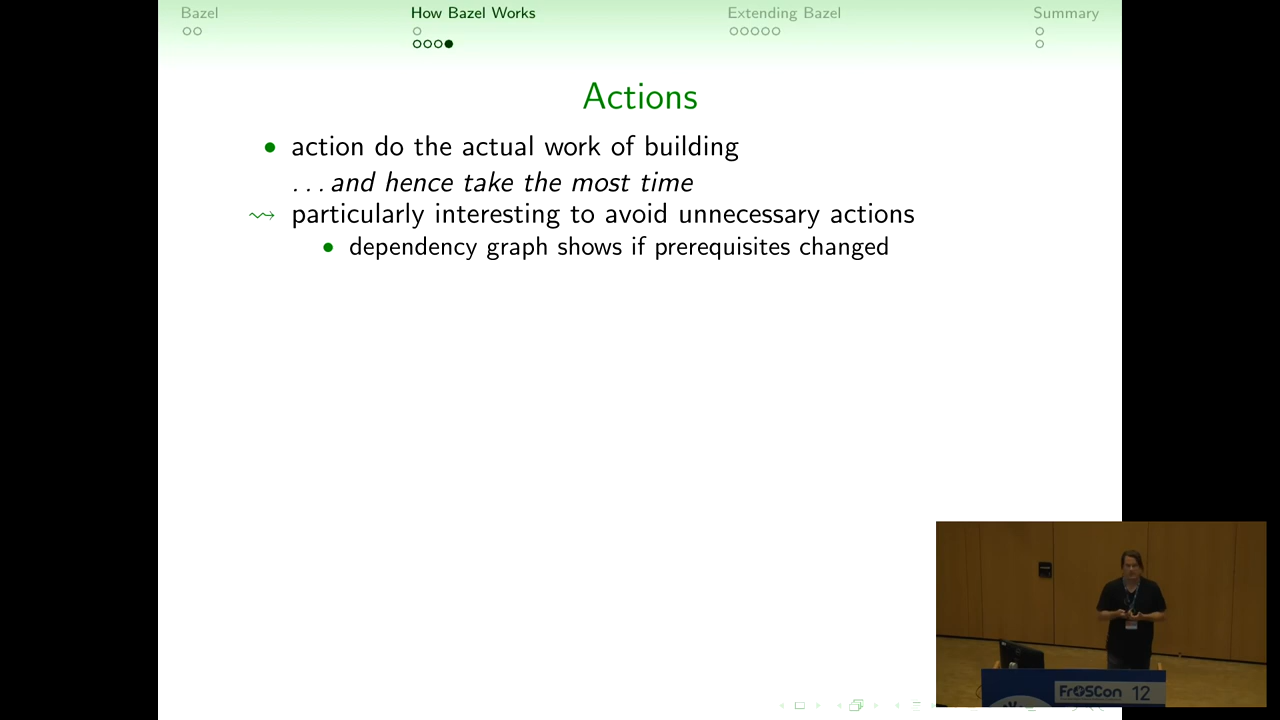 Bazel
How Bazel Works
Extending Bazel
Summary
Actions
action do the actual work of building
...and hence take the most time
particularly interesting to avoid unnecessary actions
dependency graph shows if prerequisites changed
FrOSCon 12